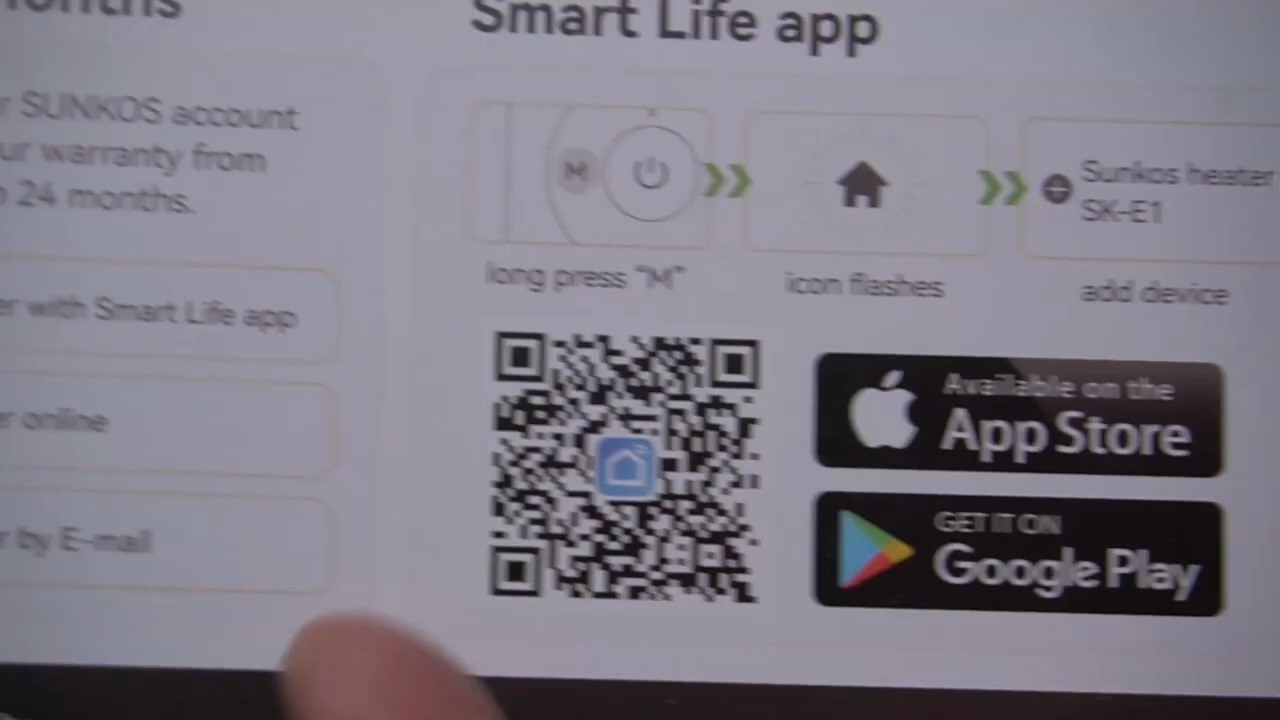 Smart Life app
SUNKOS account
warranty from
24 months.
with Smart Life app
online
by E-mail
M
Sunkos heater
SK-E1
long press "M"
icon flashes
add device
Available on the
App Store
GET IT ON
Google Play